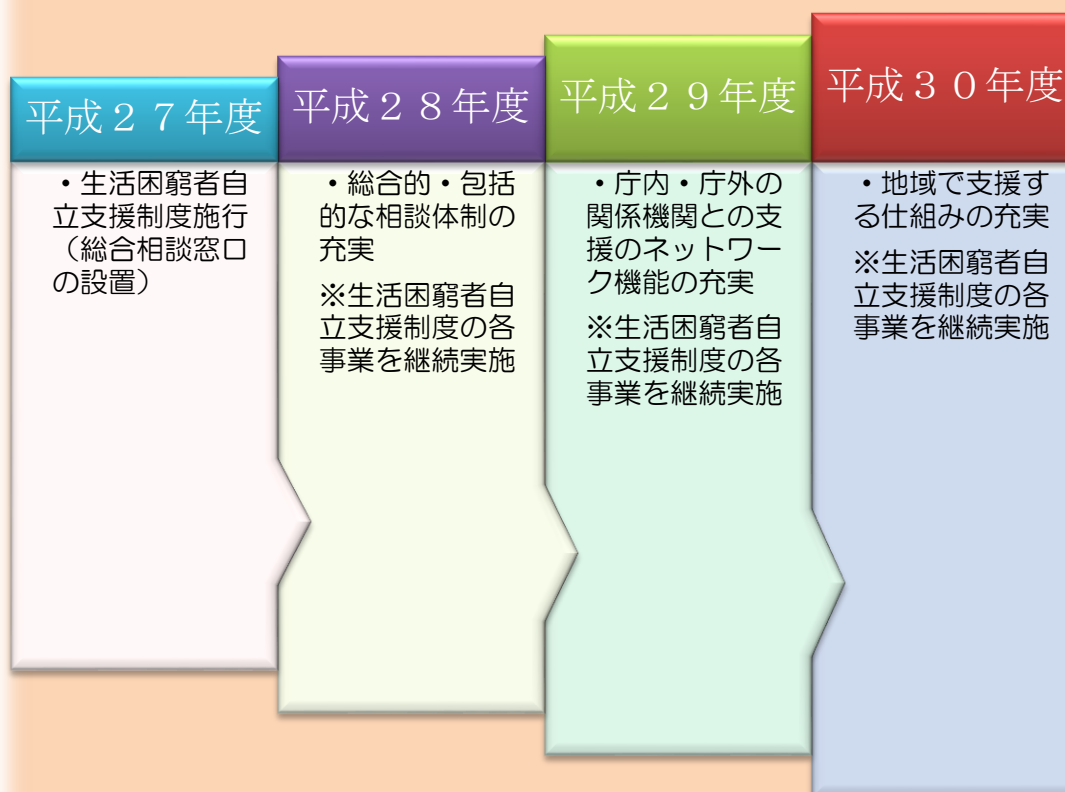 平成２７年度
・生活困窮者自
立支援制度施行
（総合相談窓口
の設置）
平成２８年度
・総合的・包括
的な相談体制の
充実
※生活困窮者自
立支援制度の各
事業を継続実施
平成２９年度
・庁内・庁外の
関係機関との支
援のネットワー
ク機能の充実
※生活困窮者自
立支援制度の各
事業を継続実施
平成３０年度
・地域で支援す
る仕組みの充実
※生活困窮者自
立支援制度の各
事業を継続実施